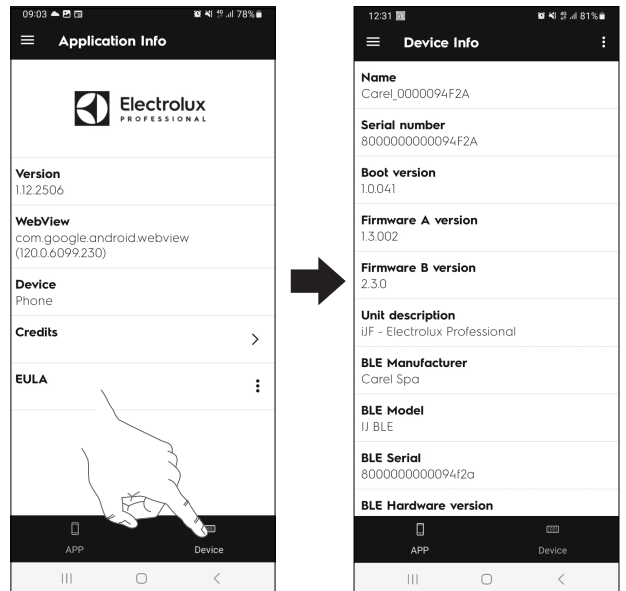 09:03
78%
Application Info
Electrolux
PROFESSIONAL
Version
1.12.2506
WebView
com.google.android.webview
(120.0.6099.230)
Device
Phone
Credits
EULA
APP
Device
12:31
81%
Device Info
Name
Carel_0000094F2A
Serial number
8000000000094F2A
Boot version
1.0.041
Firmware A version
1.3.002
Firmware B version
2.3.0
Unit description
iJF - Electrolux Professional
BLE Manufacturer
Carel Spa
BLE Model
IJ BLE
BLE Serial
8000000000094f2a
BLE Hardware version
APP
Device